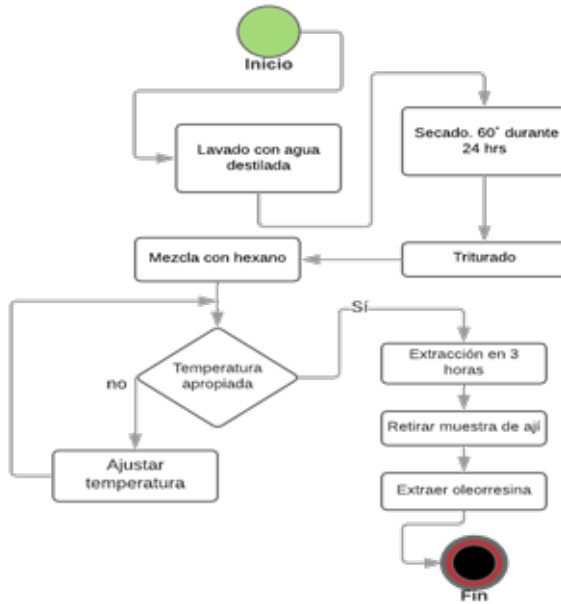 Inicio
Lavado con agua
destilada
Secado. 60° durante
24 hrs
Triturado
Mezcla con hexano
Temperatura
apropiada
no
Ajustar
temperatura
Sí
Extracción en 3
horas
Retirar muestra de ají
Extraer oleorresina
Fin